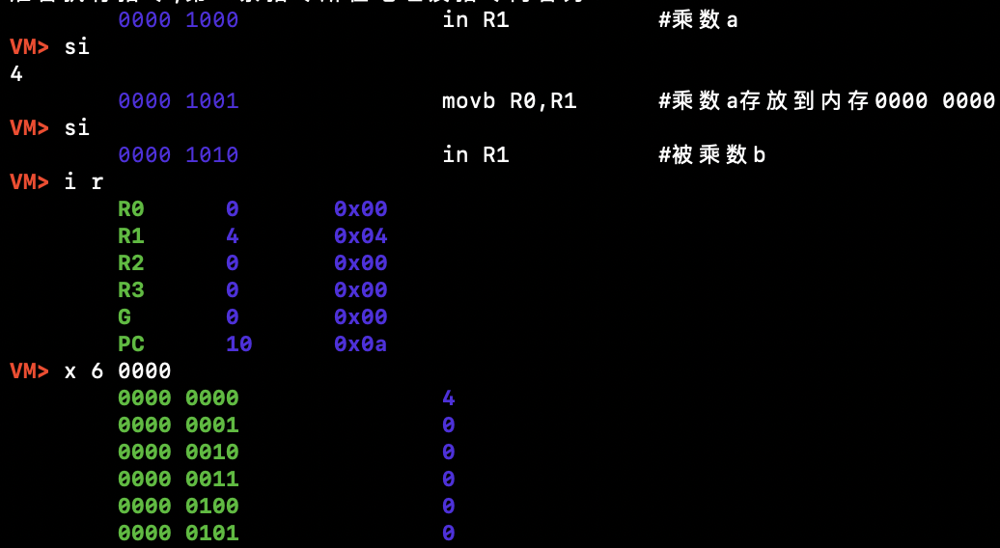 0000 1000 in R1 #乘数a
VM> si
4
0000 1001 movb R0,R1 #乘数a存放到内存0000 0000
VM> si
0000 1010 in R1 #被乘数b
VM> i r
R0 0 0x00
R1 4 0x04
R2 0 0x00
R3 0 0x00
G 0 0x00
PC 10 0x0a
VM> x 6 0000
0000 0000 4
0000 0001 0
0000 0010 0
0000 0011 0
0000 0100 0
0000 0101 0